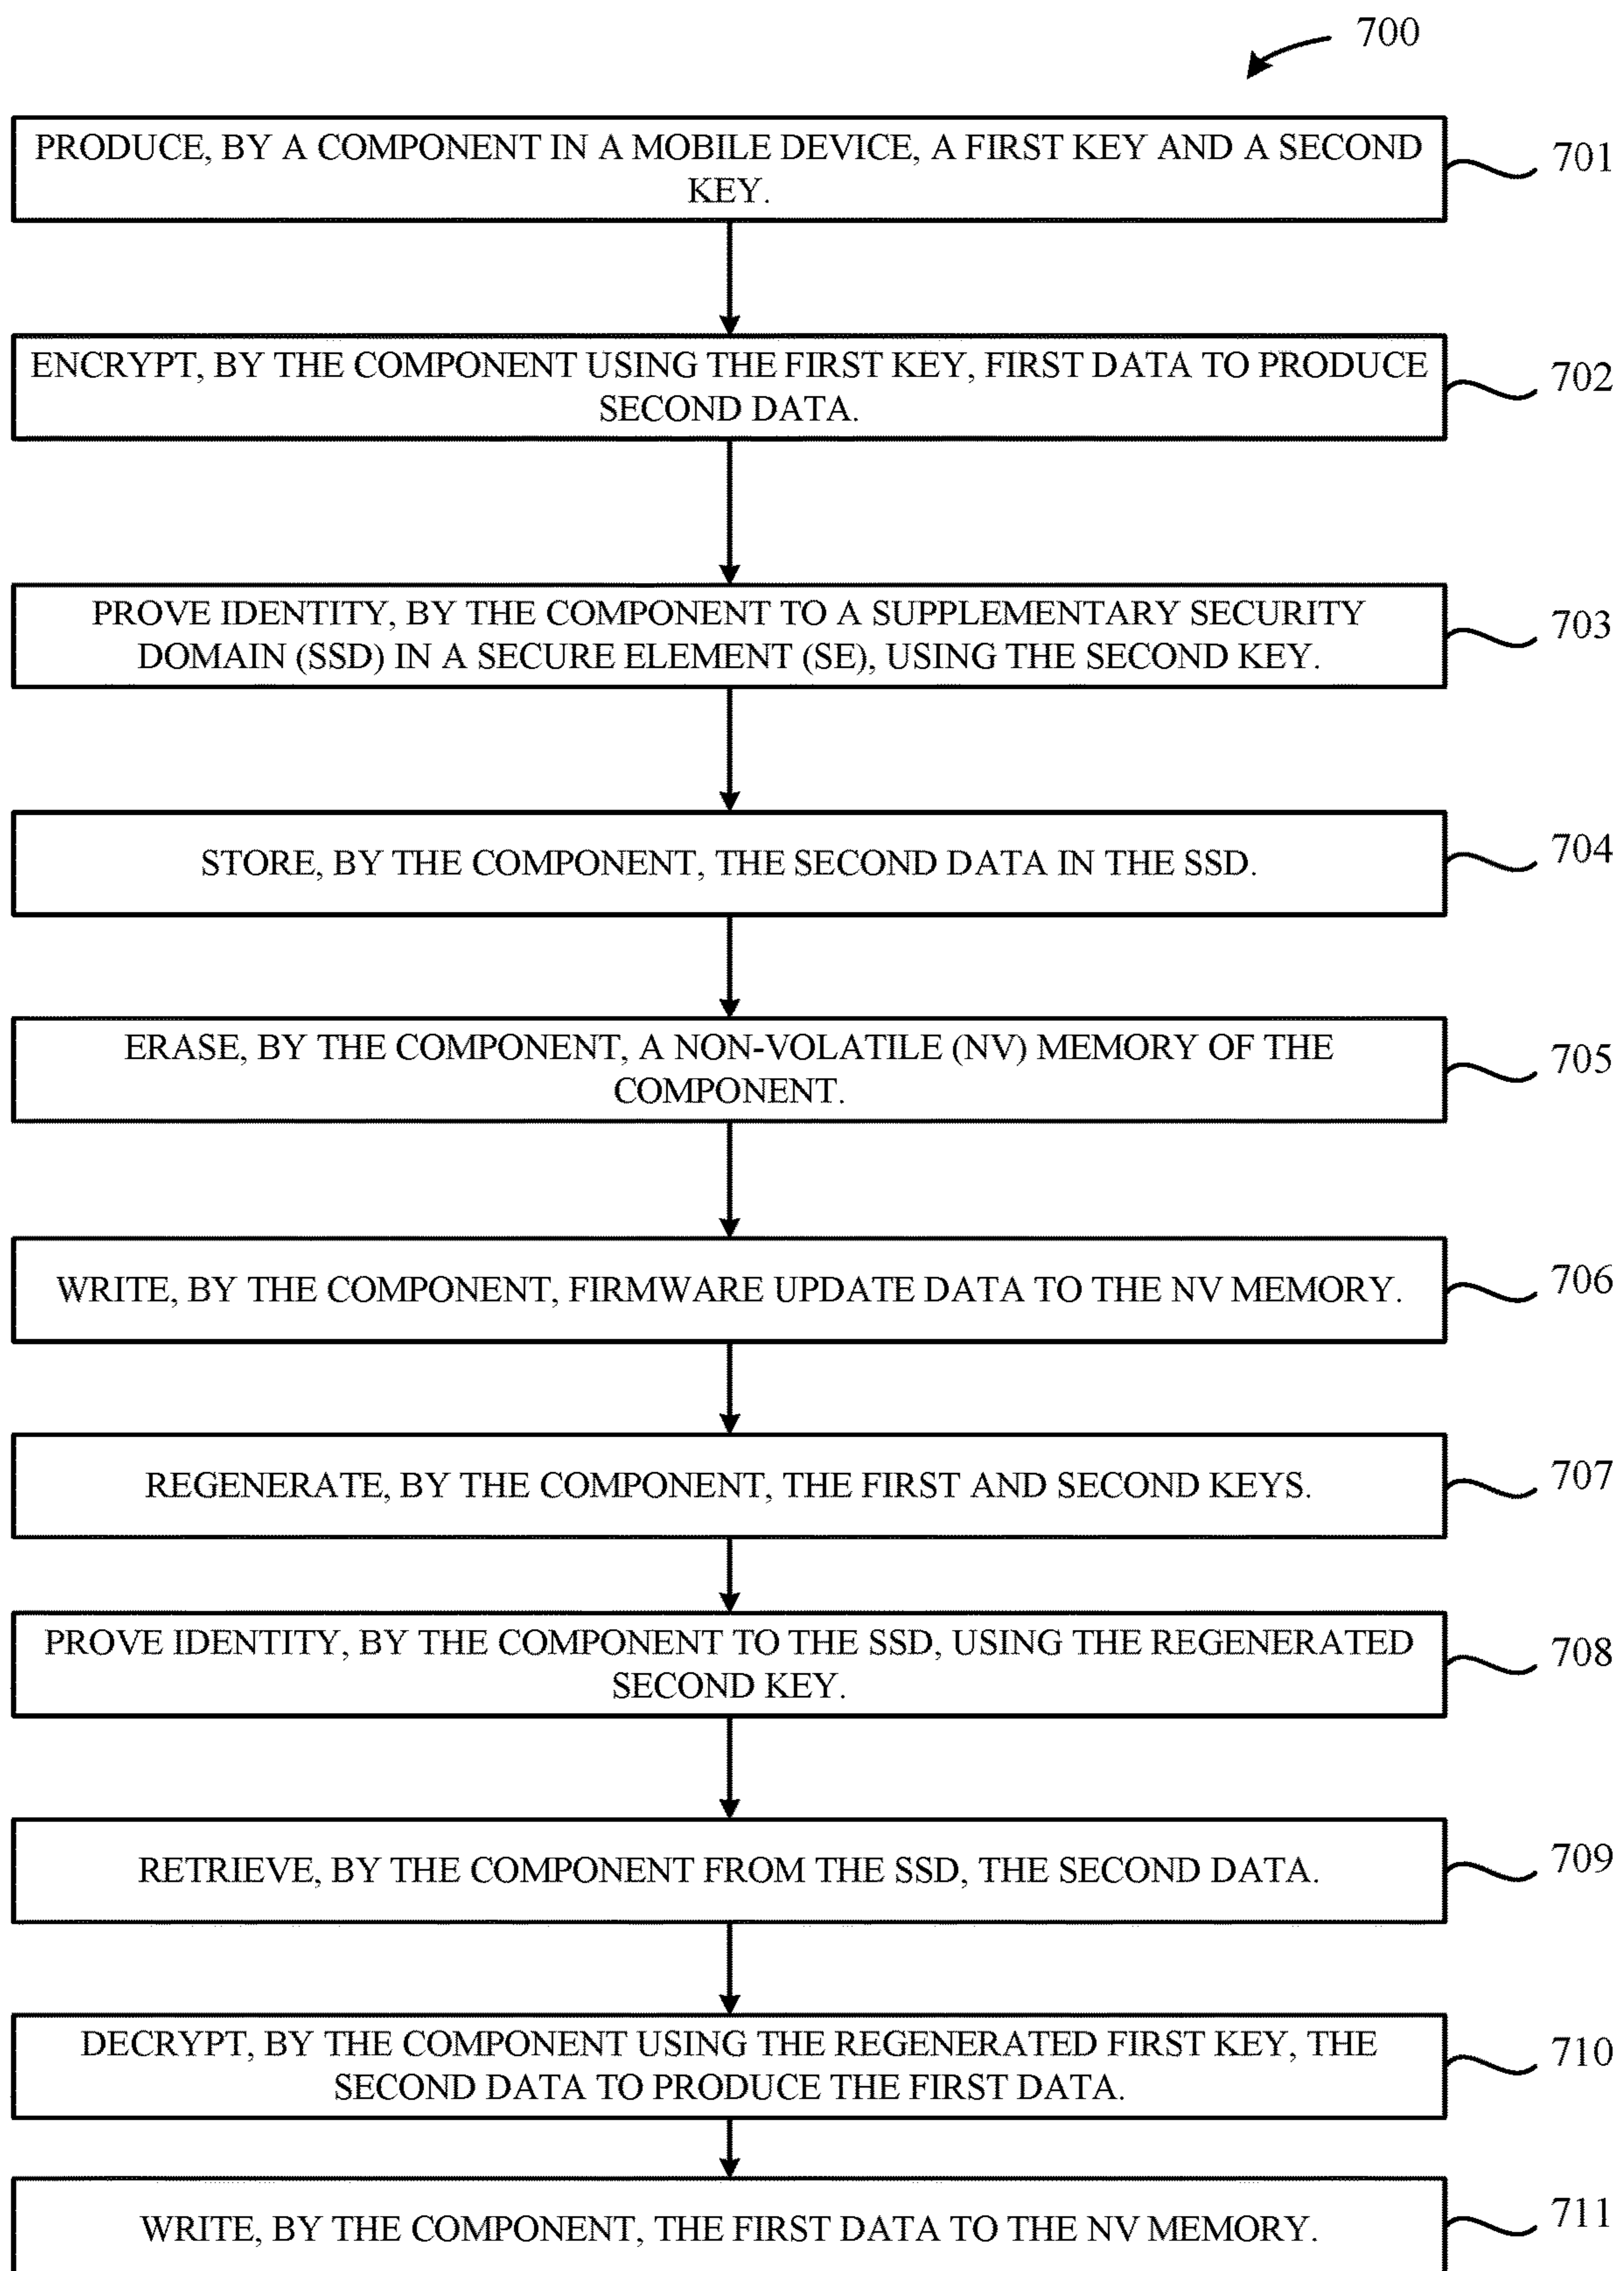 700
PRODUCE, BY A COMPONENT IN A MOBILE DEVICE, A FIRST KEY AND A SECOND
KEY.
701
ENCRYPT, BY THE COMPONENT USING THE FIRST KEY, FIRST DATA TO PRODUCE
SECOND DATA.
702
PROVE IDENTITY, BY THE COMPONENT TO A SUPPLEMENTARY SECURITY
DOMAIN (SSD) IN A SECURE ELEMENT (SE), USING THE SECOND KEY.
703
STORE, BY THE COMPONENT, THE SECOND DATA IN THE SSD.
704
ERASE, BY THE COMPONENT, A NON-VOLATILE (NV) MEMORY OF THE
COMPONENT.
705
WRITE, BY THE COMPONENT, FIRMWARE UPDATE DATA TO THE NV MEMORY.
706
REGENERATE, BY THE COMPONENT, THE FIRST AND SECOND KEYS.
707
PROVE IDENTITY, BY THE COMPONENT TO THE SSD, USING THE REGENERATED
SECOND KEY.
708
RETRIEVE, BY THE COMPONENT FROM THE SSD, THE SECOND DATA.
709
DECRYPT, BY THE COMPONENT USING THE REGENERATED FIRST KEY, THE
SECOND DATA TO PRODUCE THE FIRST DATA.
710
WRITE, BY THE COMPONENT, THE FIRST DATA TO THE NV MEMORY.
711